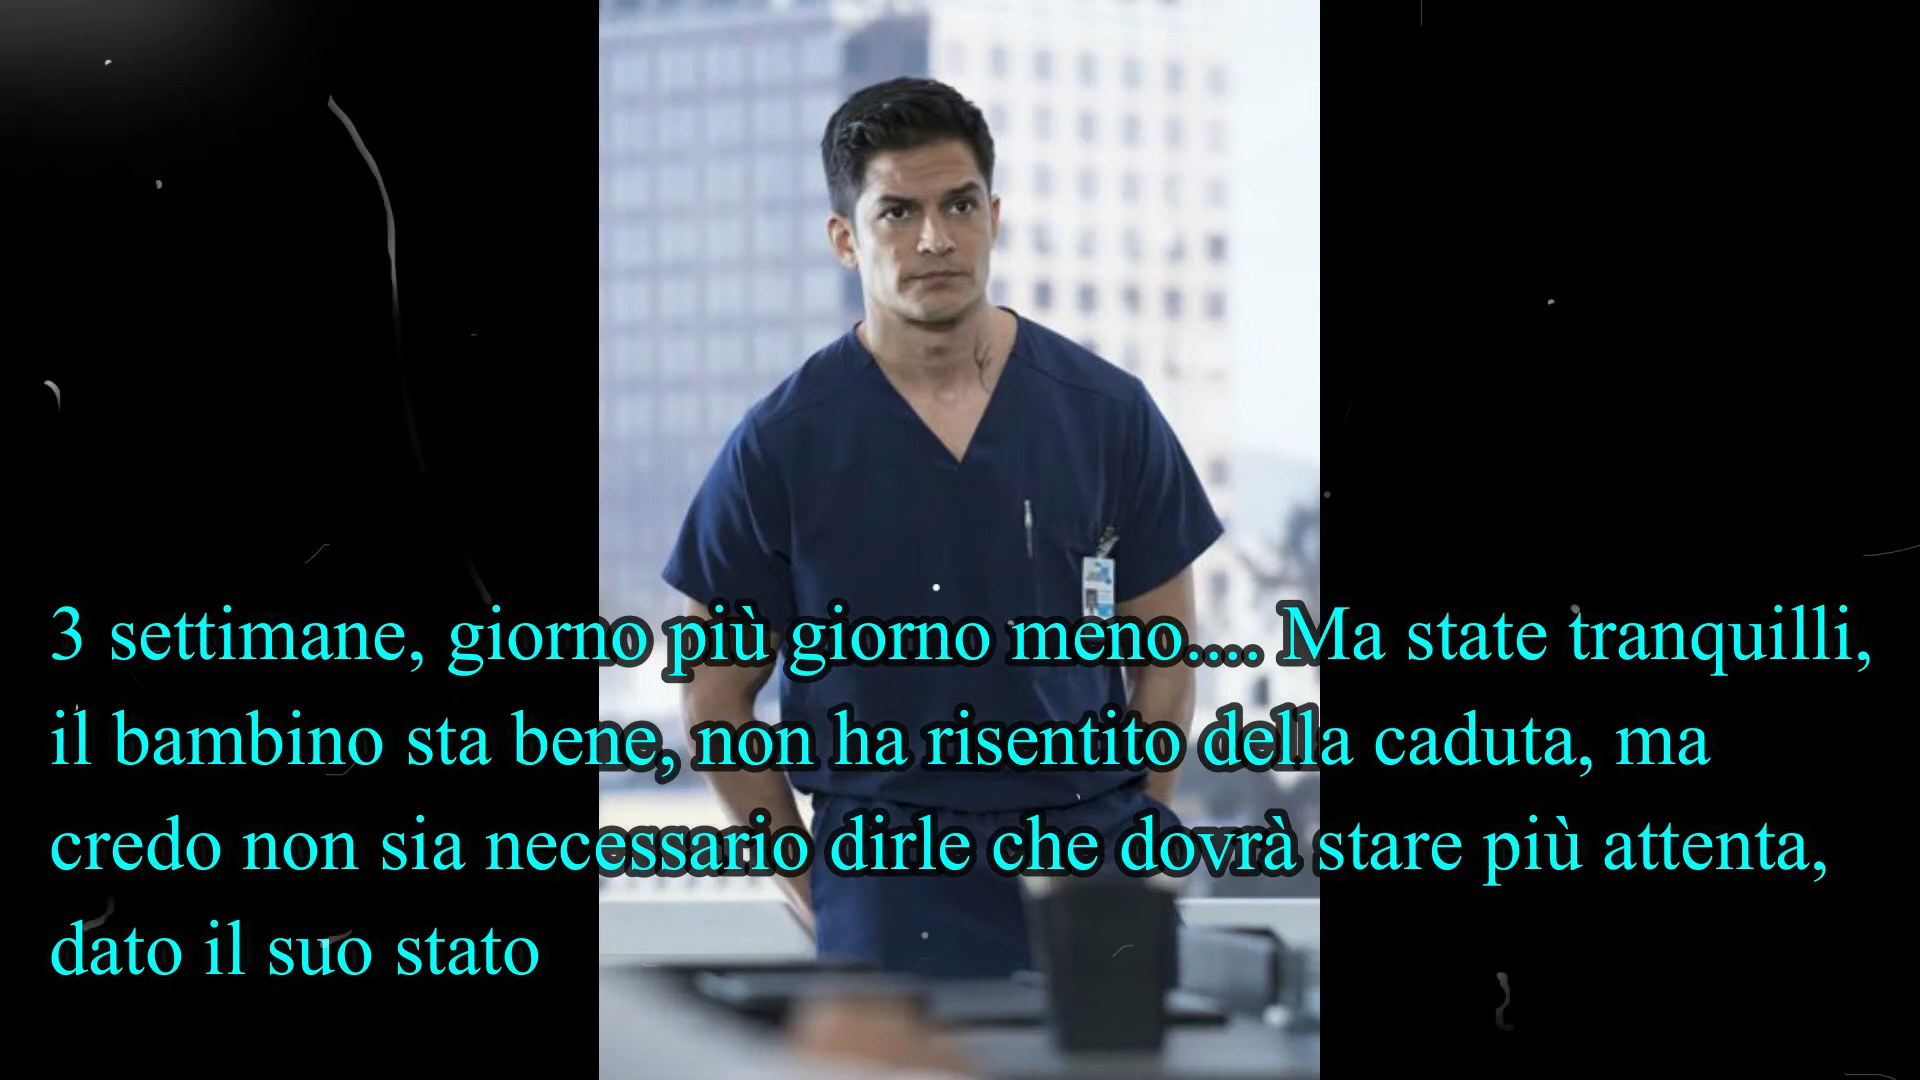 3 settimane, giorno più giorno meno.... Ma state tranquilli,
il bambino sta bene, non ha risentito della caduta, ma
credo non sia necessario dirle che dovrà stare più attenta,
dato il suo stato